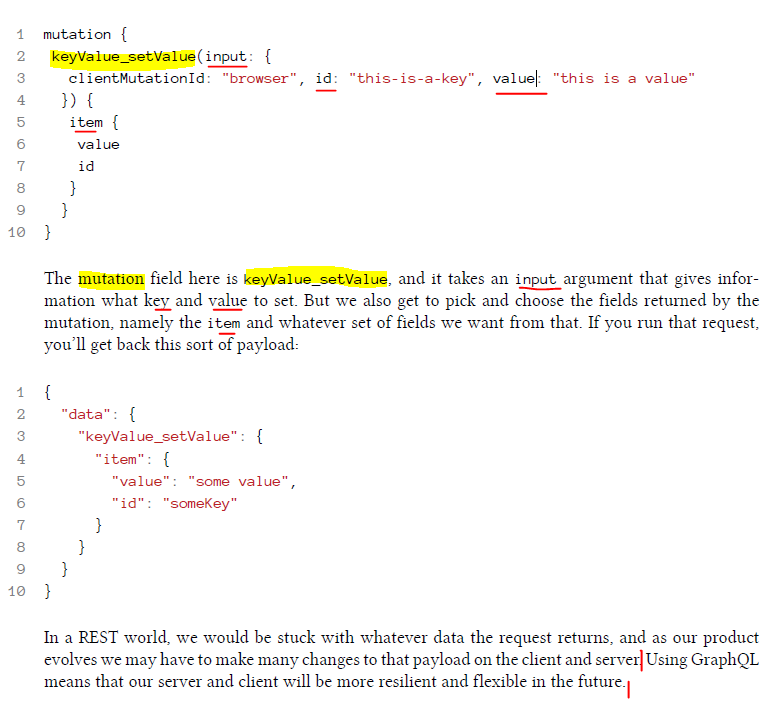 1 mutation {
2 keyValue_setValue(input: {
3 clientMutationId: "browser", id: "this-is-a-key", value: "this is a value"
4 }) {
5 item {
6 value
7 id
8 }
9 }
10 }
The mutation field here is keyValue_setValue, and it takes an input argument that gives infor-
mation what key and value to set. But we also get to pick and choose the fields returned by the
mutation, namely the item and whatever set of fields we want from that. If you run that request,
you'll get back this sort of payload:
1 {
2 "data": {
3 "keyValue_setValue": {
4 "item": {
5 "value": "some value",
6 "id": "someKey"
7 }
8 }
9 }
10 }
In a REST world, we would be stuck with whatever data the request returns, and as our product
evolves we may have to make many changes to that payload on the client and server. Using GraphQL
means that our server and client will be more resilient and flexible in the future.